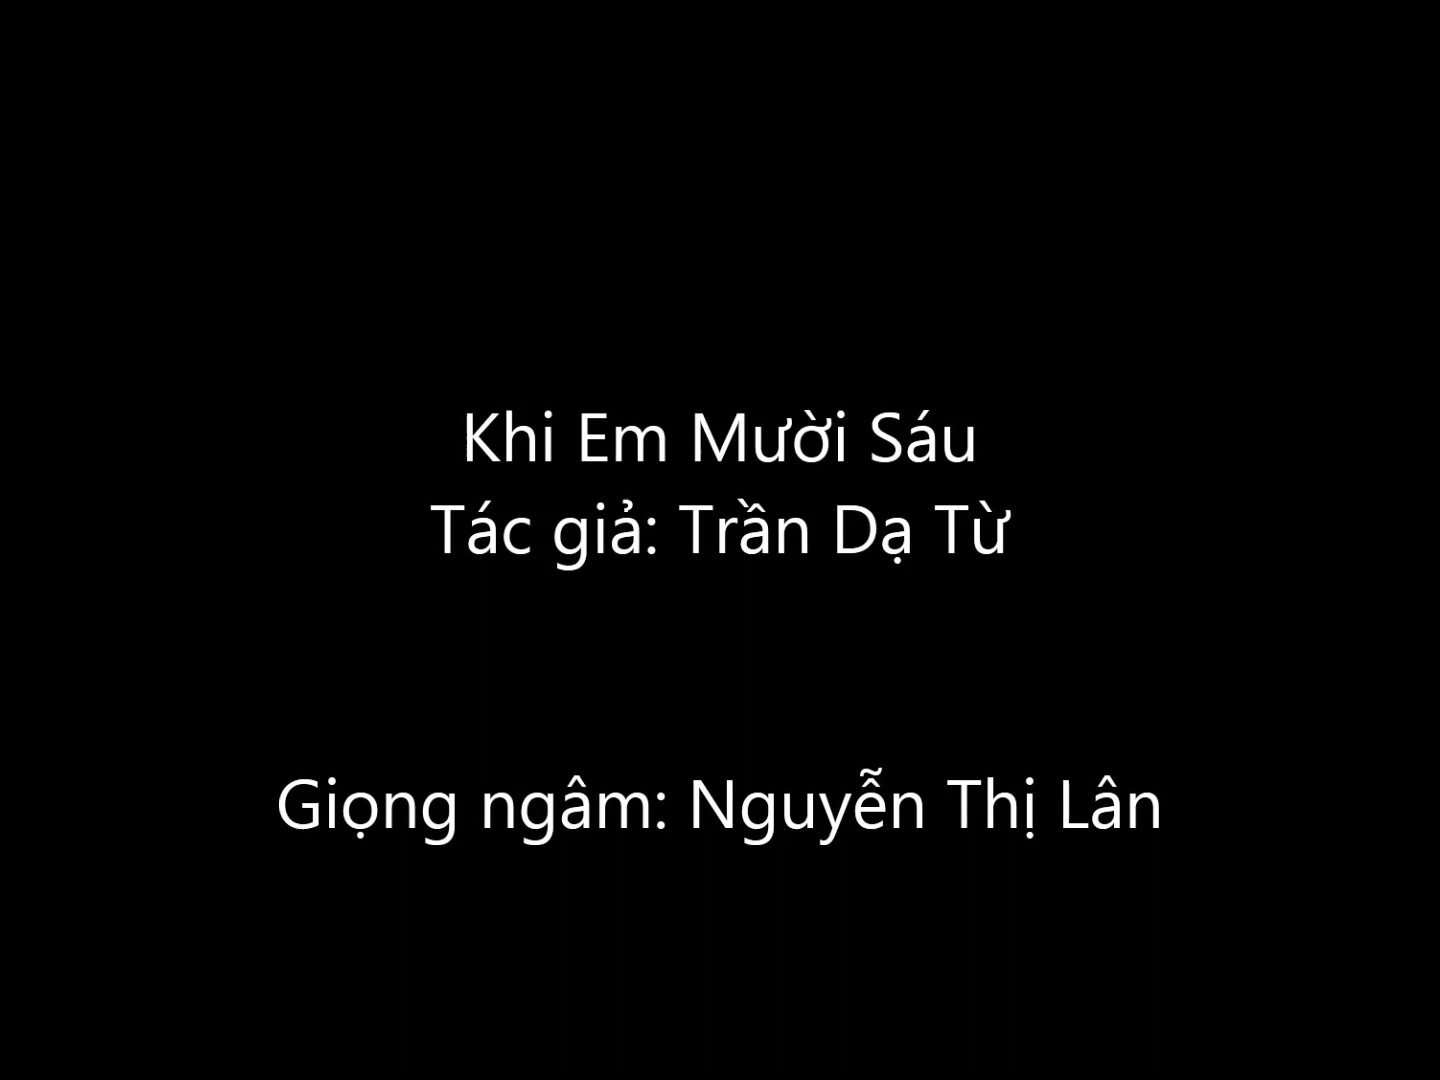 Khi Em Mười Sáu
Tác giả: Trần Dạ Từ
Giọng ngâm: Nguyễn Thị Lân